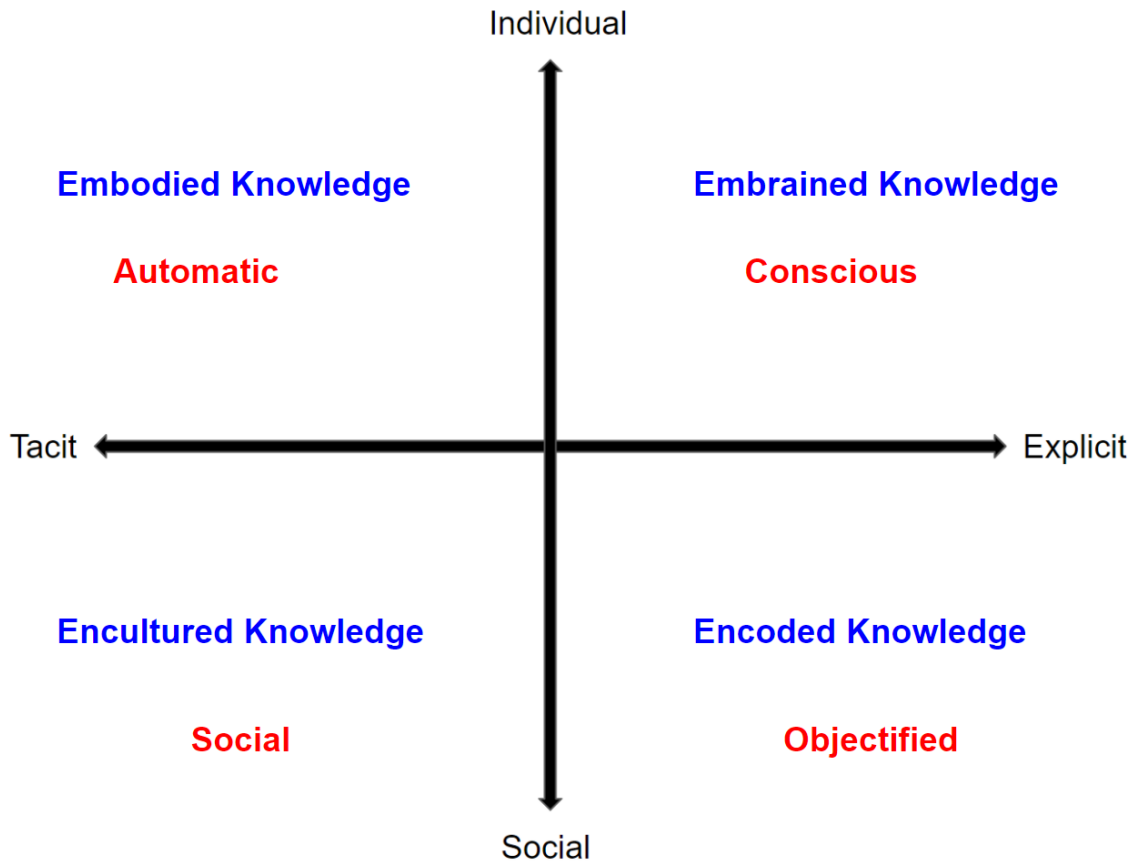 Individual
Embodied Knowledge
Embrained Knowledge
Automatic
Conscious
Tacit
Explicit
Encultured Knowledge
Encoded Knowledge
Social
Objectified
Social